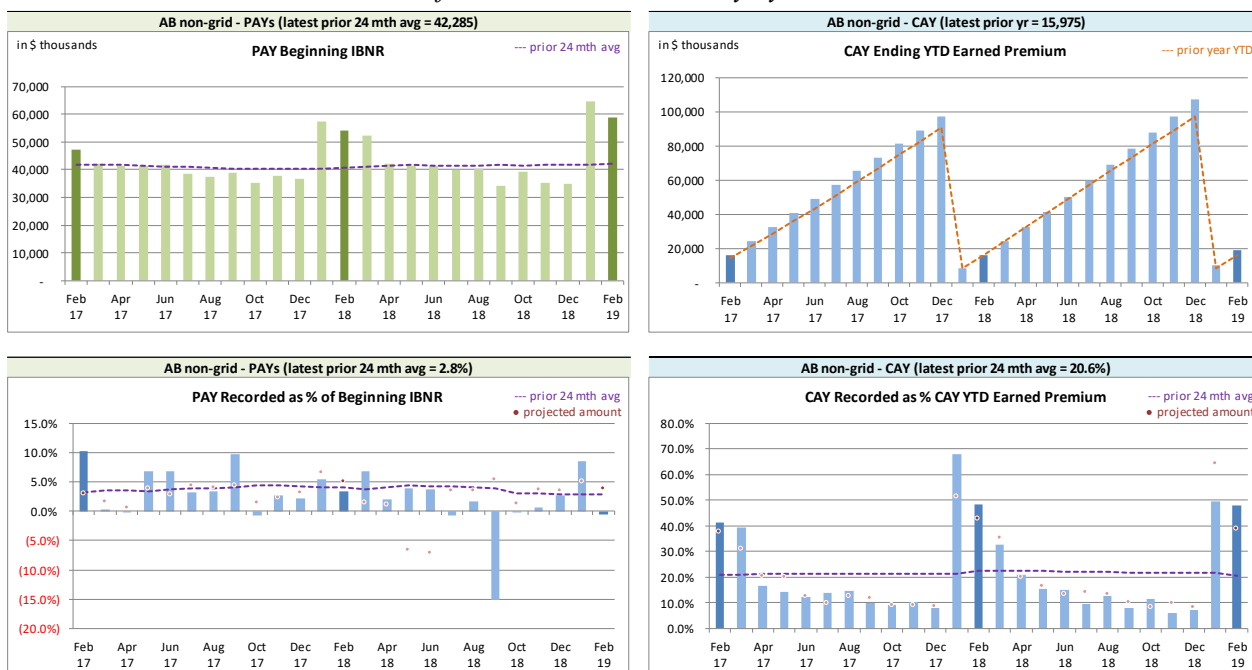 AB non-grid - PAYs (latest prior 24 mth avg = 42,285)
in $ thousands
PAY Beginning IBNR
--- prior 24 mth avg
70,000
60,000
50,000
40,000
30,000
20,000
10,000
-
Feb Apr Jun Aug Oct Dec Feb Apr Jun Aug Oct Dec Feb
17 17 17 17 17 17 18 18 18 18 18 18 19
AB non-grid - CAY (latest prior yr = 15,975)
in $ thousands
CAY Ending YTD Earned Premium
--- prior year YTD
120,000
100,000
80,000
60,000
40,000
20,000
-
Feb Apr Jun Aug Oct Dec Feb Apr Jun Aug Oct Dec Feb
17 17 17 17 17 17 18 18 18 18 18 18 19
AB non-grid - PAYs (latest prior 24 mth avg = 2.8%)
PAY Recorded as % of Beginning IBNR
--- prior 24 mth avg
• projected amount
15.0%
10.0%
5.0%
0.0%
(5.0%)
(10.0%)
(15.0%)
(20.0%)
Feb Apr Jun Aug Oct Dec Feb Apr Jun Aug Oct Dec Feb
17 17 17 17 17 17 18 18 18 18 18 18 19
AB non-grid - CAY (latest prior 24 mth avg = 20.6%)
CAY Recorded as % CAY YTD Earned Premium
--- prior 24 mth avg
• projected amount
80.0%
70.0%
60.0%
50.0%
40.0%
30.0%
20.0%
10.0%
0.0%
Feb Apr Jun Aug Oct Dec Feb Apr Jun Aug Oct Dec Feb
17 17 17 17 17 17 18 18 18 18 18 18 19